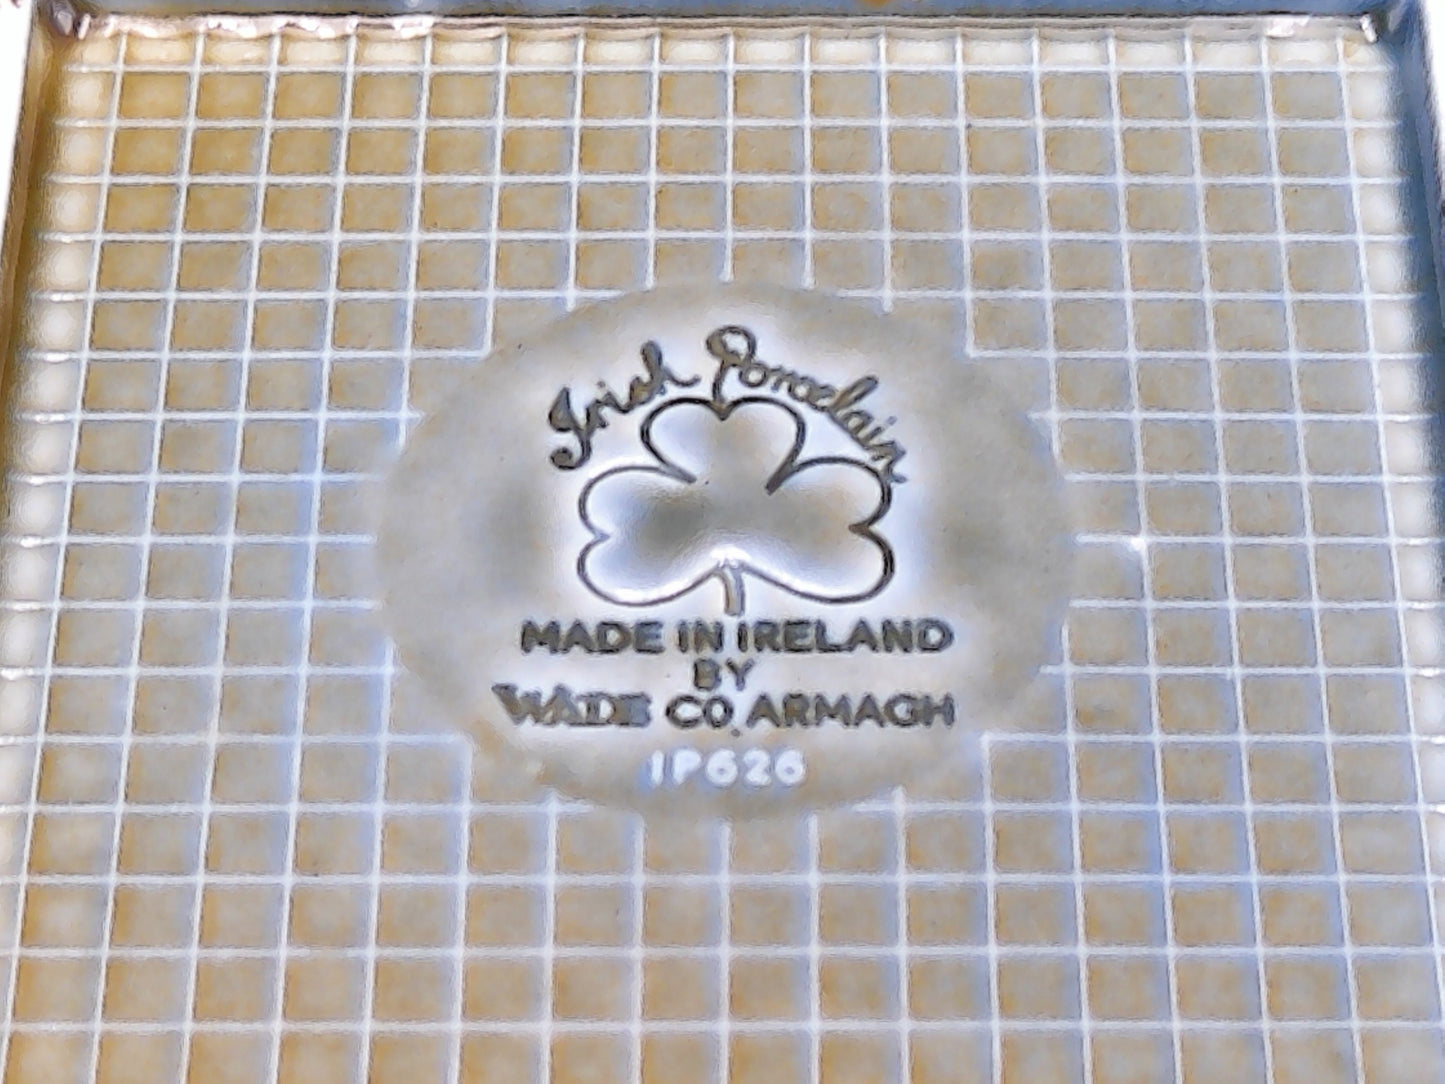 Irish Porcelain
MADE IN IRELAND
BY
WADE CO. ARMAGH
IP626